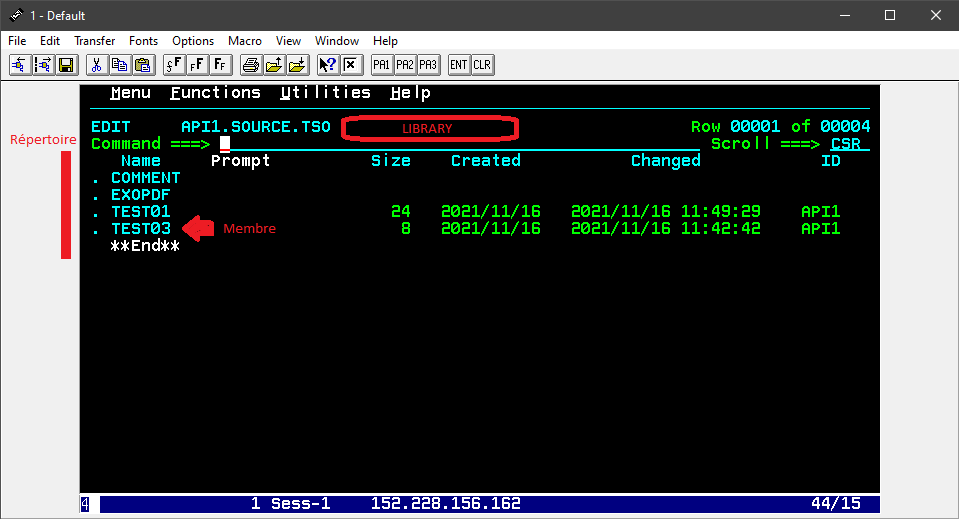 1 - Default
File Edit Transfer Fonts Options Macro View Window Help
PA1 PA2 PA3 ENT CLR
Menu Functions Utilities Help
EDIT API1.SOURCE.TSO LIBRARY Row 00001 of 00004
Répertoire
Command ===> Scroll ===> CSR
Name Prompt Size Created Changed ID
. COMMENT
. EXOPDF
. TEST01 24 2021/11/16 2021/11/16 11:49:29 API1
. TEST03 Membre 8 2021/11/16 2021/11/16 11:42:42 API1
**End**
4 1 Sess-1 152.228.156.162 44/15